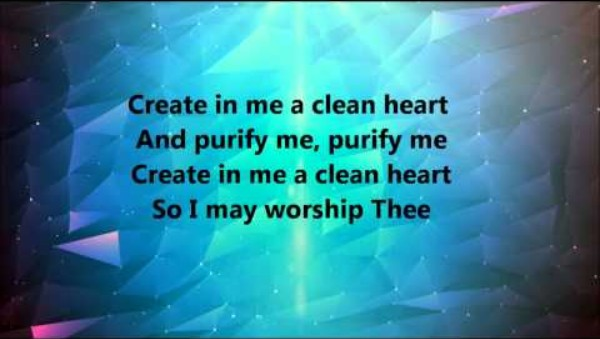 Create in me a clean heart
And purify me, purify me
Create in me a clean heart
So I may worship Thee